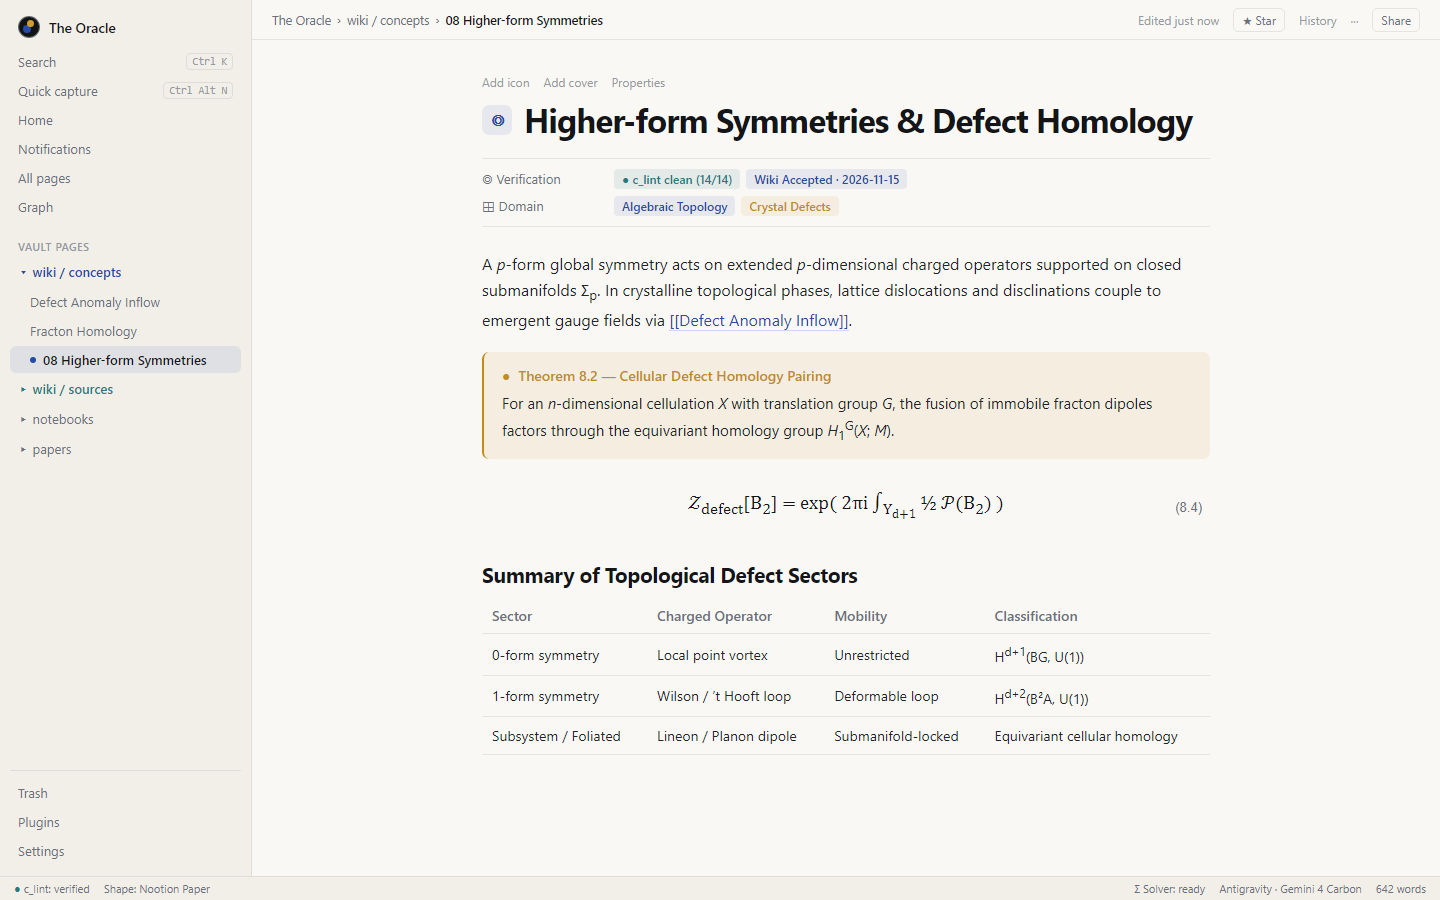 The Oracle
Search Ctrl K
Quick capture Ctrl Alt N
Home
Notifications
All pages
Graph
VAULT PAGES
▾ wiki / concepts
Defect Anomaly Inflow
Fracton Homology
● 08 Higher-form Symmetries
▸ wiki / sources
▸ notebooks
▸ papers
Trash
Plugins
Settings
The Oracle › wiki / concepts › 08 Higher-form Symmetries
Edited just now ★ Star History ··· Share
Add icon Add cover Properties
Higher-form Symmetries & Defect Homology
◎ Verification ● c_lint clean (14/14) Wiki Accepted · 2026-11-15
⊞ Domain Algebraic Topology Crystal Defects
A p-form global symmetry acts on extended p-dimensional charged operators supported on closed
submanifolds Σₚ. In crystalline topological phases, lattice dislocations and disclinations couple to
emergent gauge fields via [[Defect Anomaly Inflow]].
● Theorem 8.2 — Cellular Defect Homology Pairing
For an n-dimensional cellulation X with translation group G, the fusion of immobile fracton dipoles
factors through the equivariant homology group H₁^G(X; M).
𝒵_defect[B₂] = exp( 2πi ∫_Y_d+1 ½ 𝒫(B₂) ) (8.4)
Summary of Topological Defect Sectors
Sector Charged Operator Mobility Classification
0-form symmetry Local point vortex Unrestricted H^d+1(BG, U(1))
1-form symmetry Wilson / 't Hooft loop Deformable loop H^d+2(B²A, U(1))
Subsystem / Foliated Lineon / Planon dipole Submanifold-locked Equivariant cellular homology
● c_lint: verified Shape: Nootion Paper
Σ Solver: ready Antigravity · Gemini 4 Carbon 642 words